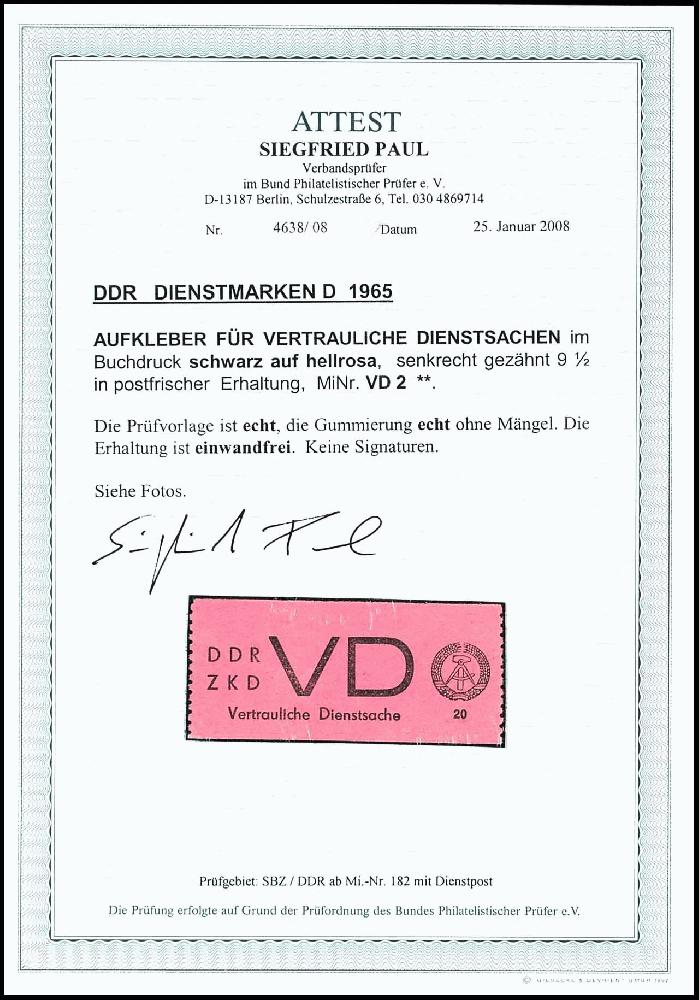 ATTEST
SIEGFRIED PAUL
Verbandsprüfer
im Bund Philatelistischer Prüfer e. V.
D-13187 Berlin, Schulzestraße 6, Tel. 030 4869714
Nr. 4638/ 08 Datum 25. Januar 2008
DDR DIENSTMARKEN D 1965
AUFKLEBER FÜR VERTRAULICHE DIENSTSACHEN im
Buchdruck schwarz auf hellrosa, senkrecht gezähnt 9 ½
in postfrischer Erhaltung, MiNr. VD 2 **.
Die Prüfvorlage ist echt, die Gummierung echt ohne Mängel. Die
Erhaltung ist einwandfrei. Keine Signaturen.
Siehe Fotos.
Siegfried Paul
DDR VD
ZKD
Vertrauliche Dienstsache 20
Prüfgebiet: SBZ / DDR ab Mi.-Nr. 182 mit Dienstpost
Die Prüfung erfolgte auf Grund der Prüfordnung des Bundes Philatelistischer Prüfer e.V.